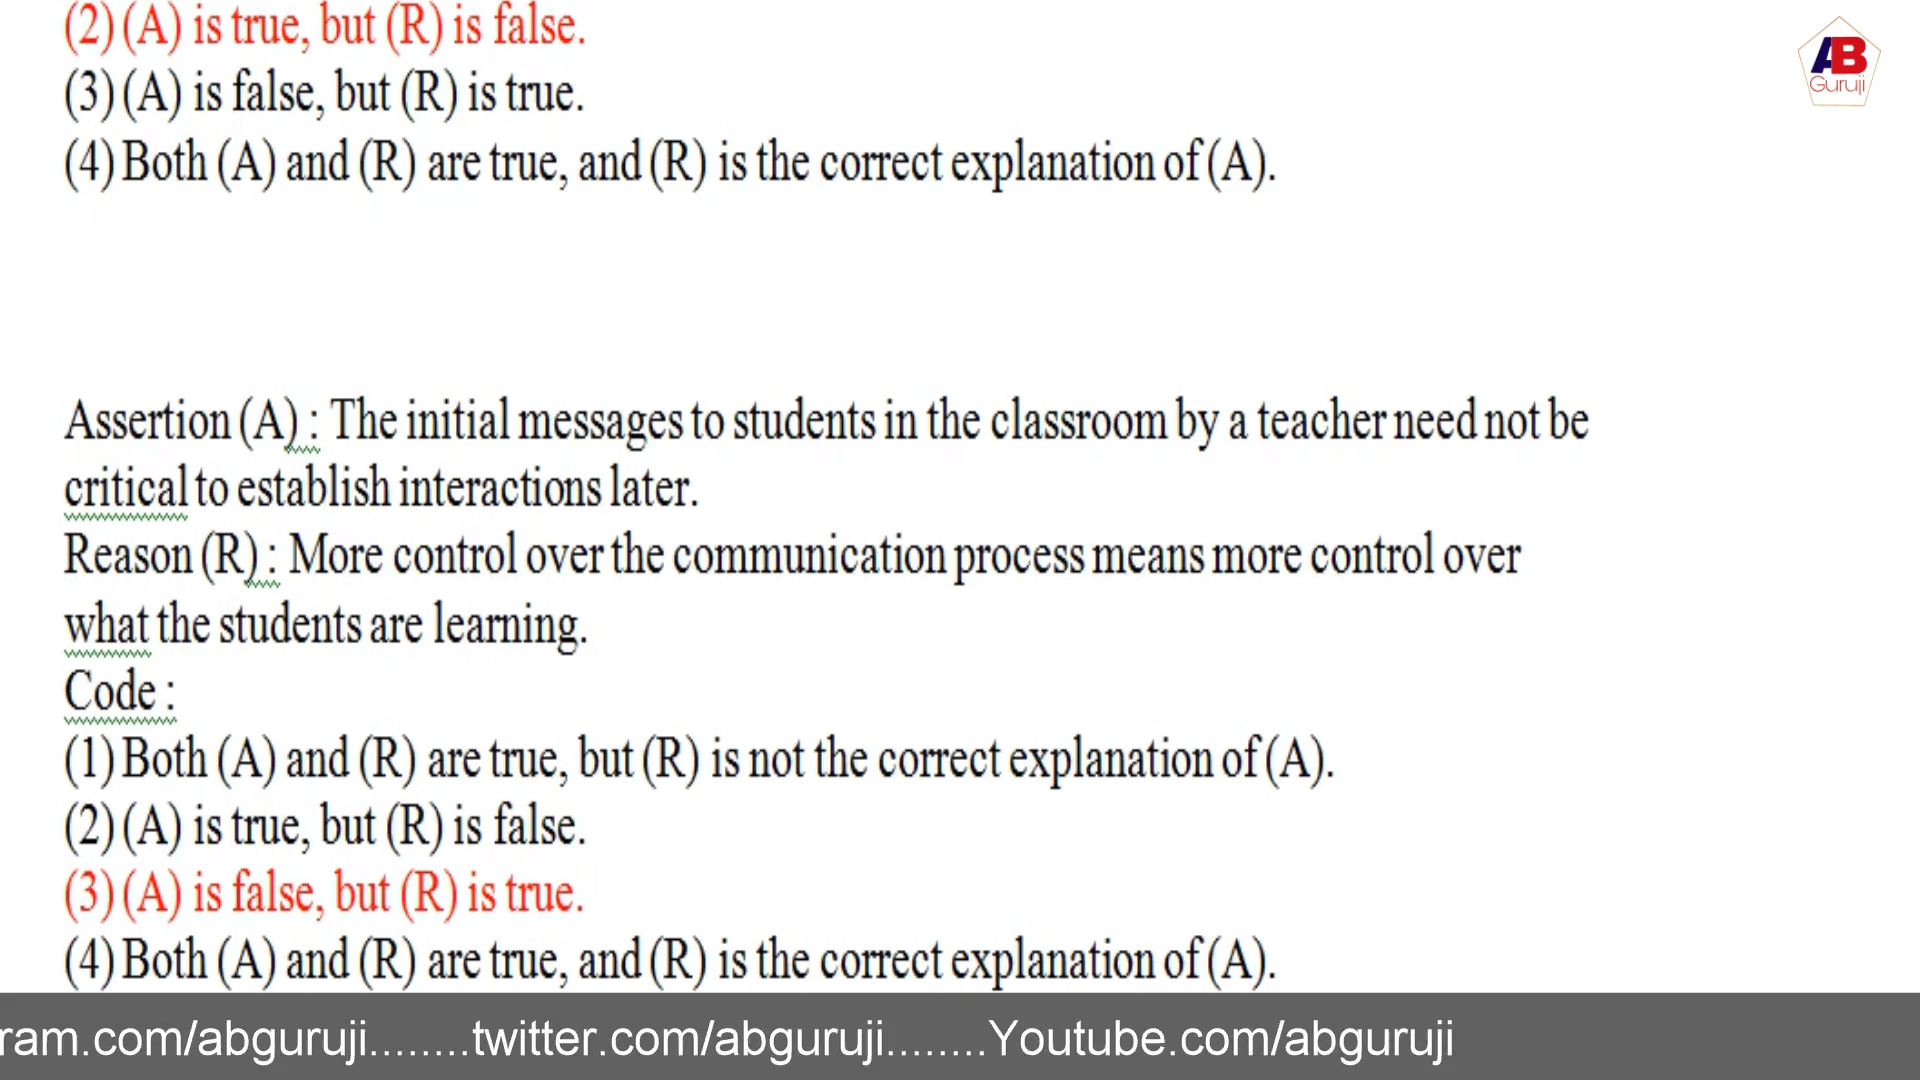 (2) (A) is true, but (R) is false.
(3) (A) is false, but (R) is true.
(4) Both (A) and (R) are true, and (R) is the correct explanation of (A).
AB
Guruji
Assertion (A) : The initial messages to students in the classroom by a teacher need not be
critical to establish interactions later.
Reason (R) : More control over the communication process means more control over
what the students are learning.
Code :
(1) Both (A) and (R) are true, but (R) is not the correct explanation of (A).
(2) (A) is true, but (R) is false.
(3) (A) is false, but (R) is true.
(4) Both (A) and (R) are true, and (R) is the correct explanation of (A).
ram.com/abguruji........twitter.com/abguruji........Youtube.com/abguruji